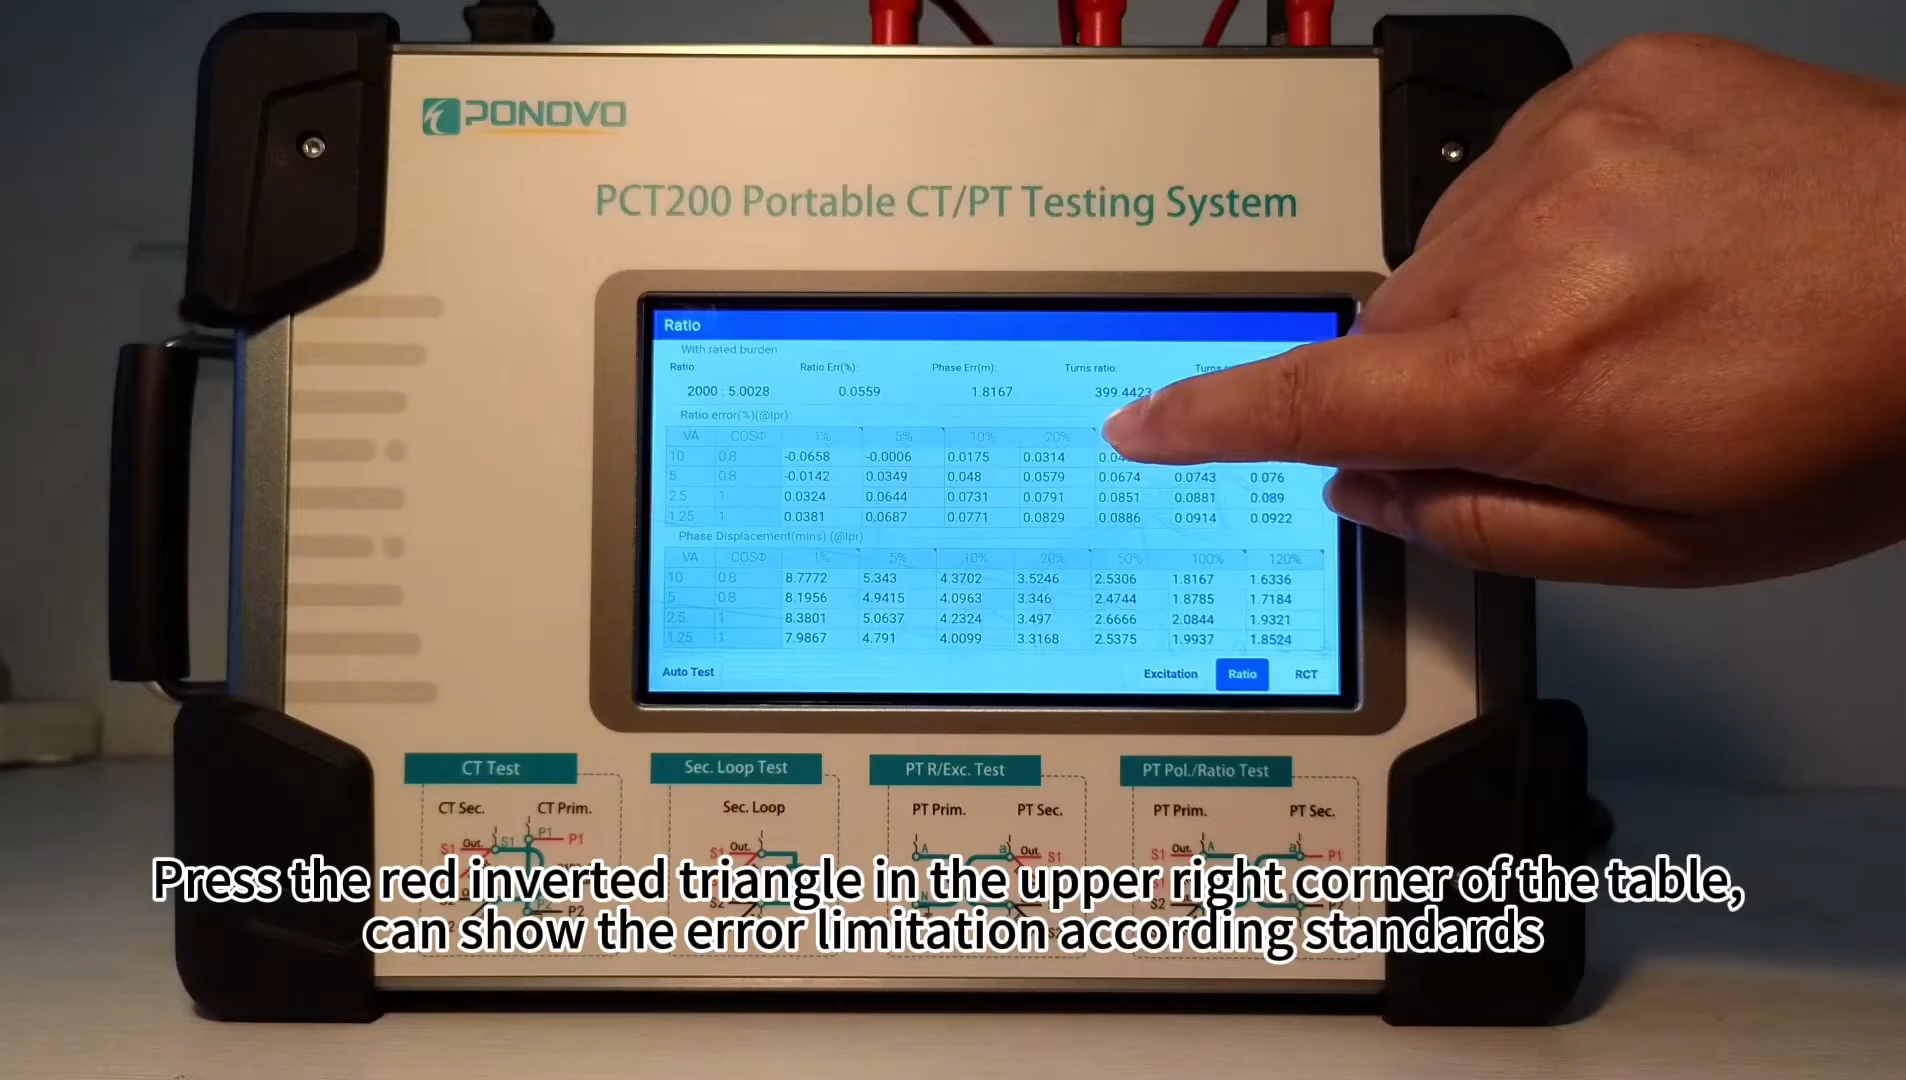 PONOVO
PCT200 Portable CT/PT Testing System
Ratio
With rated burden
Ratio: Ratio Err(%): Phase Err(m): Turns ratio:
2000 : 5.0028 0.0559 1.8167 399.4423
Ratio error(%)(@Ipr)
VA COSΦ 1% 5% 10% 20%
10 0.8 -0.0658 -0.0006 0.0175 0.0314
5 0.8 -0.0142 0.0349 0.048 0.0579 0.0674 0.0743 0.076
2.5 1 0.0324 0.0644 0.0731 0.0791 0.0851 0.0881 0.089
1.25 1 0.0381 0.0687 0.0771 0.0829 0.0886 0.0914 0.0922
Phase Displacement(mins) (@Ipr)
VA COSΦ 1% 5% 10% 20% 50% 100% 120%
10 0.8 8.7772 5.343 4.3702 3.5246 2.5306 1.8167 1.6336
5 0.8 8.1956 4.9415 4.0963 3.346 2.4744 1.8785 1.7184
2.5 1 8.3801 5.0637 4.2324 3.497 2.6666 2.0844 1.9321
1.25 1 7.9867 4.791 4.0099 3.3168 2.5375 1.9937 1.8524
Auto Test Excitation Ratio RCT
CT Test Sec. Loop Test PT R/Exc. Test PT Pol./Ratio Test
CT Sec. CT Prim. Sec. Loop PT Prim. PT Sec. PT Prim. PT Sec.
S1 Out. S1 P1 P1 S1 Out. A a Out. S1 S1 Out. A a P1
Press the red inverted triangle in the upper right corner of the table,
can show the error limitation according standards